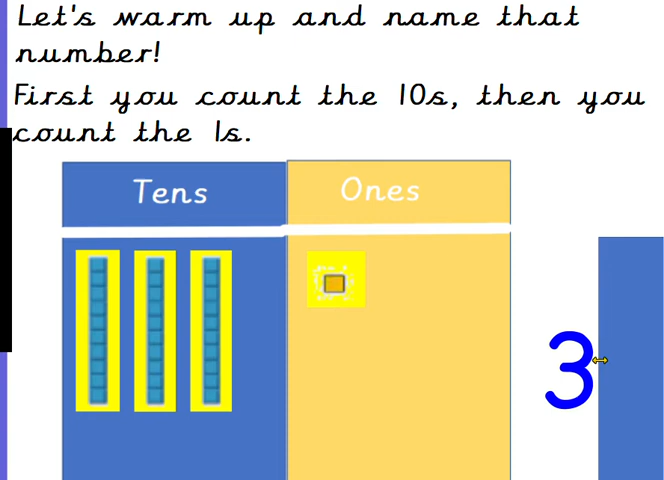 Let's warm up and name that
number!
First you count the 10s, then you
count the 1s.
Tens
Ones
3